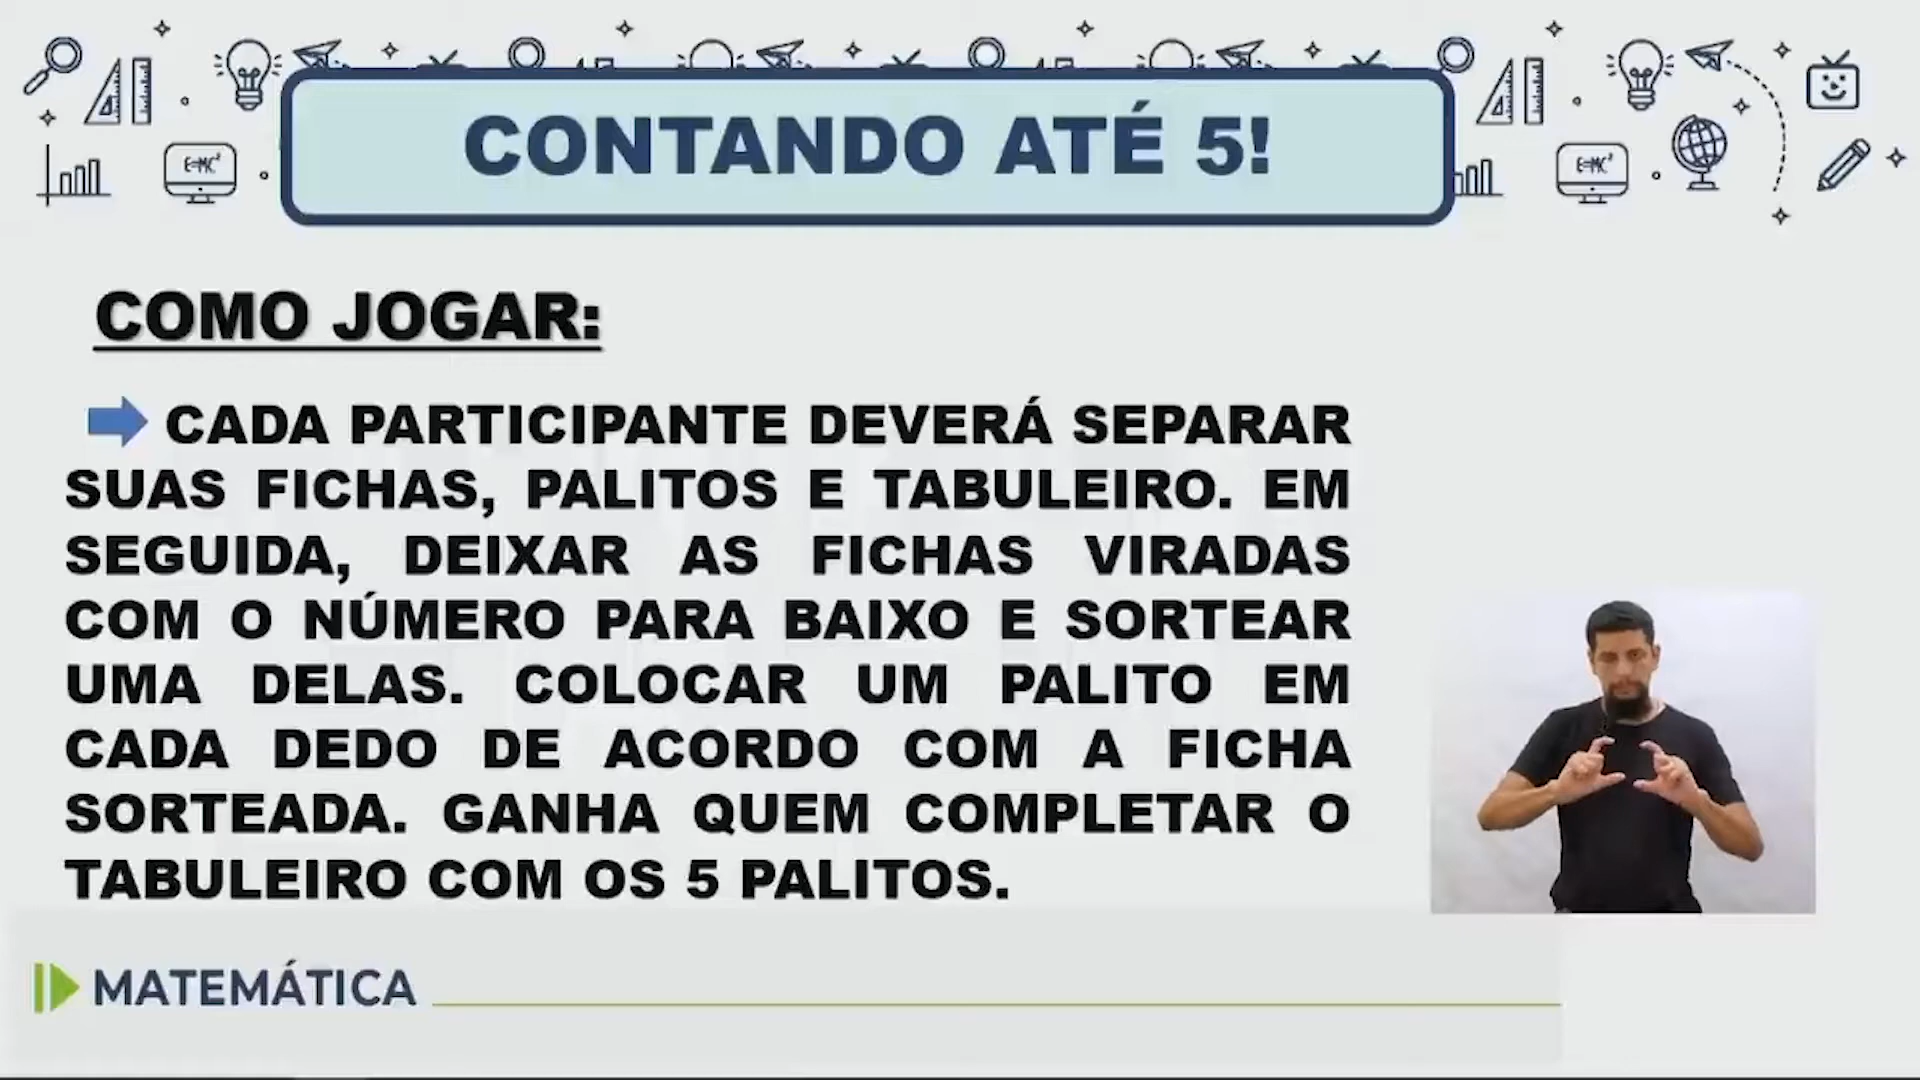 E=MC²
E=MC²
CONTANDO ATÉ 5!
COMO JOGAR:
CADA PARTICIPANTE DEVERÁ SEPARAR
SUAS FICHAS, PALITOS E TABULEIRO. EM
SEGUIDA, DEIXAR AS FICHAS VIRADAS
COM O NÚMERO PARA BAIXO E SORTEAR
UMA DELAS. COLOCAR UM PALITO EM
CADA DEDO DE ACORDO COM A FICHA
SORTEADA. GANHA QUEM COMPLETAR O
TABULEIRO COM OS 5 PALITOS.
MATEMÁTICA